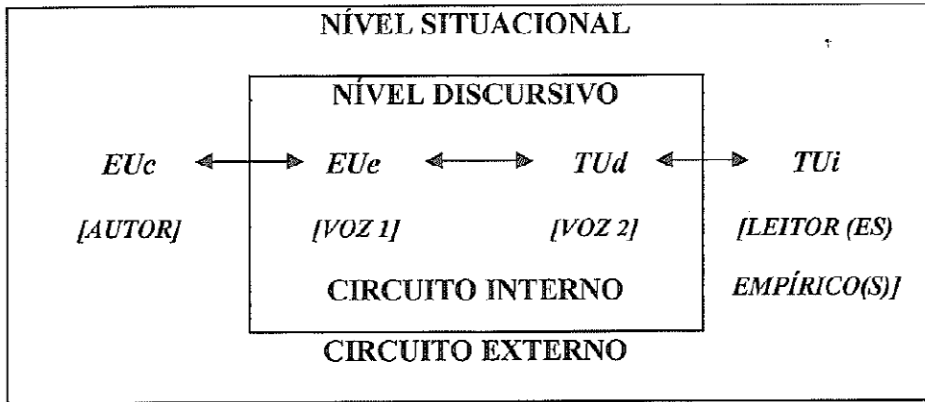 NÍVEL SITUACIONAL
NÍVEL DISCURSIVO
EUc EUe TUd TUi
[AUTOR] [VOZ 1] [VOZ 2] [LEITOR (ES)
CIRCUITO INTERNO EMPÍRICO(S)]
CIRCUITO EXTERNO